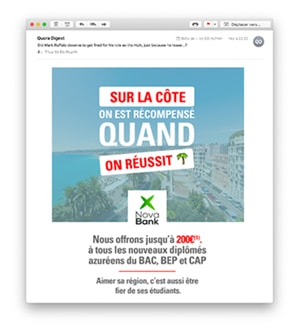 Déplacer vers...
Quora Digest
Did Mark Ruffalo deserve to get fired for his role as the Hulk, just because he
SUR LA CÔTE
ON EST RÉCOMPENSÉ
QUAND
ON RÉUSSIT
Nova
Bank
Nous offrons jusqu'à 200€⁽⁵⁾.
à tous les nouveaux diplômés
azuréens du BAC, BEP et CAP
Aimer sa région, c'est aussi être
fier de ses étudiants.